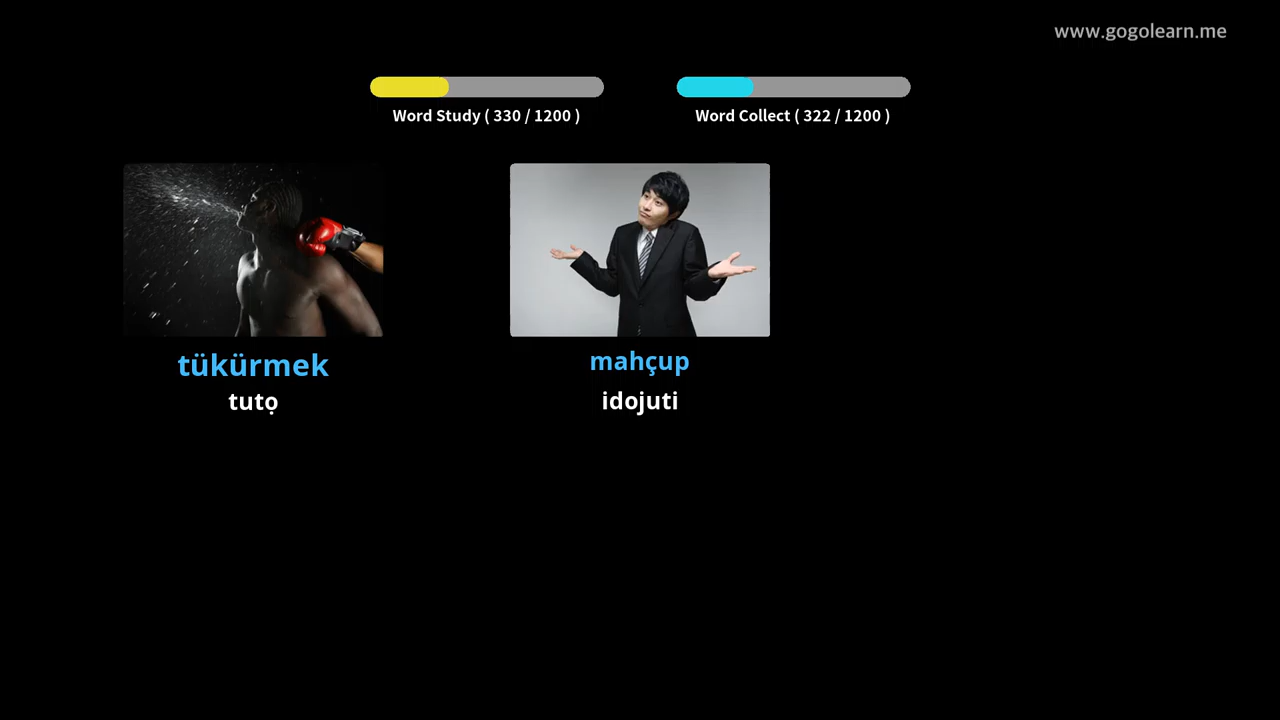 www.gogolearn.me
Word Study ( 330 / 1200 )
Word Collect ( 322 / 1200 )
tükürmek
tutọ
mahçup
idojuti